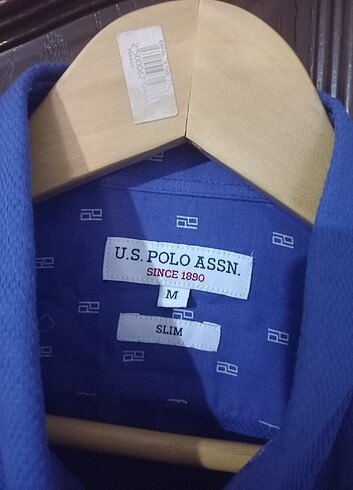 U.S. POLO ASSN.
SINCE 1890
M
SLIM